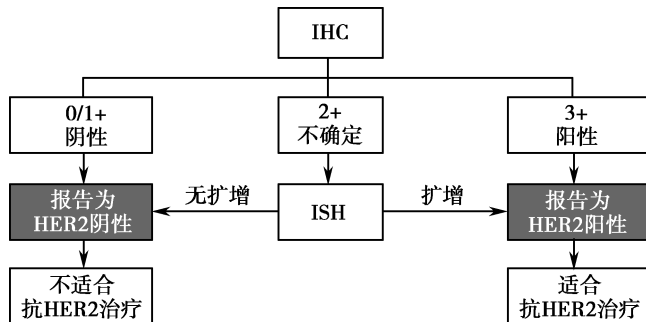 IHC
0/1+
阴性
2+
不确定
3+
阳性
报告为
HER2阴性
无扩增
ISH
扩增
报告为
HER2阳性
不适合
抗HER2治疗
适合
抗HER2治疗